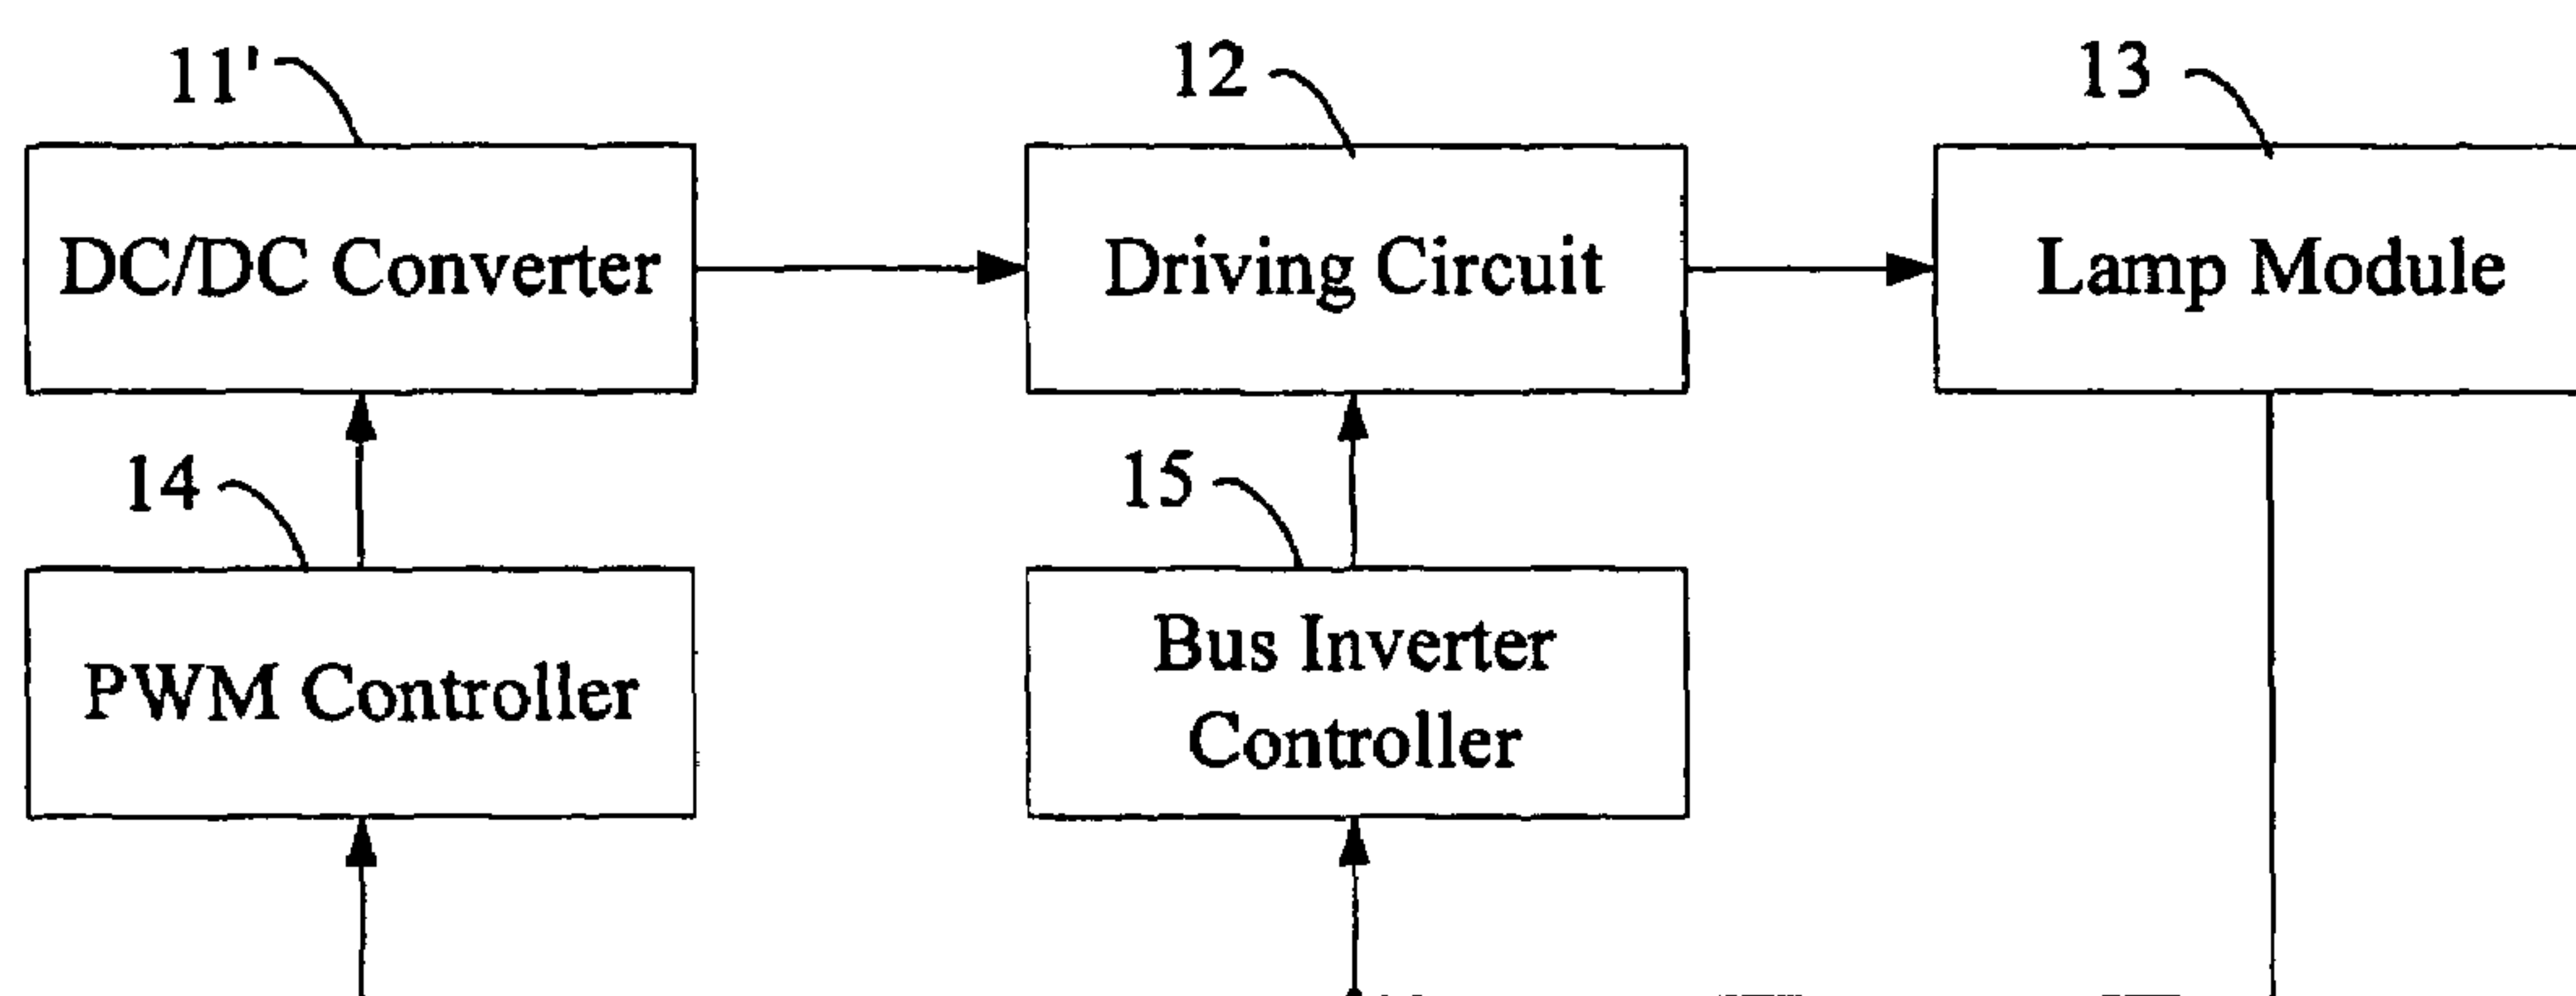 11'
12
13
DC/DC Converter
Driving Circuit
Lamp Module
14
15
PWM Controller
Bus Inverter
Controller